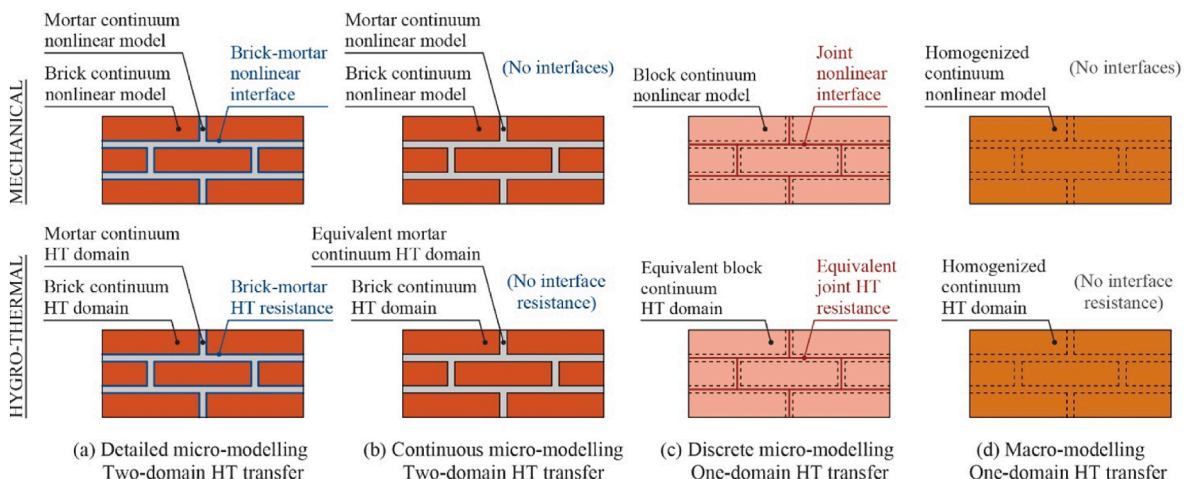 MECHANICAL
Mortar continuum
nonlinear model
Brick continuum
nonlinear model
Brick-mortar
nonlinear
interface
Mortar continuum
nonlinear model
Brick continuum
nonlinear model
(No interfaces)
Block continuum
nonlinear model
Joint
nonlinear
interface
Homogenized
continuum
nonlinear model
(No interfaces)
HYGRO-THERMAL
Mortar continuum
HT domain
Brick continuum
HT domain
Brick-mortar
HT resistance
Equivalent mortar
continuum HT domain
Brick continuum
HT domain
(No interface
resistance)
Equivalent block
continuum
HT domain
Equivalent
joint HT
resistance
Homogenized
continuum
HT domain
(No interface
resistance)
(a) Detailed micro-modelling
Two-domain HT transfer
(b) Continuous micro-modelling
Two-domain HT transfer
(c) Discrete micro-modelling
One-domain HT transfer
(d) Macro-modelling
One-domain HT transfer